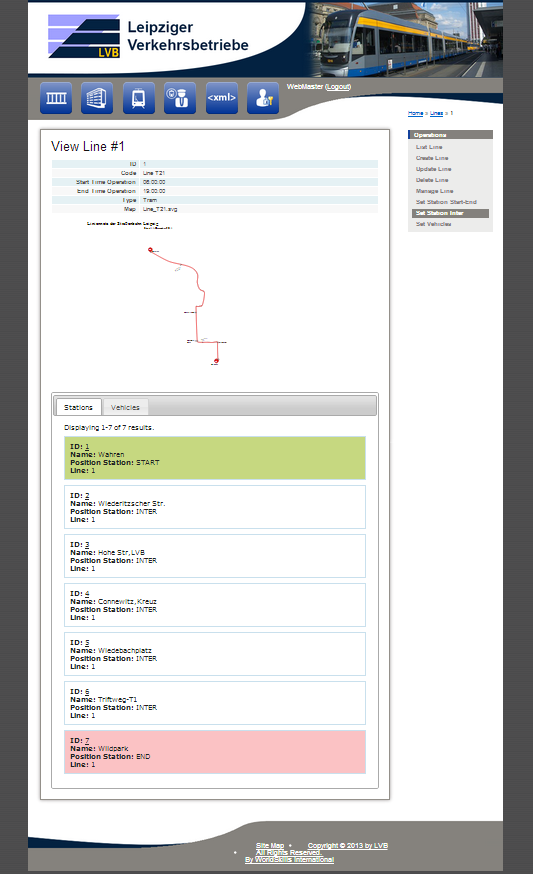 Leipziger
Verkehrsbetriebe
LVB
<xml>
WebMaster (Logout)
Home » Lines » 1
View Line #1
ID 1
Code Line T21
Start Time Operation 06:00:00
End Time Operation 18:00:00
Type Tram
Map Line_T21.svg
Operations
List Line
Create Line
Update Line
Delete Line
Manage Line
Set Station Start-End
Set Station Inter
Set Vehicles
Stations Vehicles
Displaying 1-7 of 7 results.
ID: 1
Name: Wahren
Position Station: START
Line: 1
ID: 2
Name: Wiederitzscher Str.
Position Station: INTER
Line: 1
ID: 3
Name: Hohe Str,LVB
Position Station: INTER
Line: 1
ID: 4
Name: Connewitz,Kreuz
Position Station: INTER
Line: 1
ID: 5
Name: Wiedebachplatz
Position Station: INTER
Line: 1
ID: 6
Name: Triftweg-T1
Position Station: INTER
Line: 1
ID: 7
Name: Wildpark
Position Station: END
Line: 1
Site Map • Copyright © 2013 by LVB
• All Rights Reserved.
By WorldSkills International